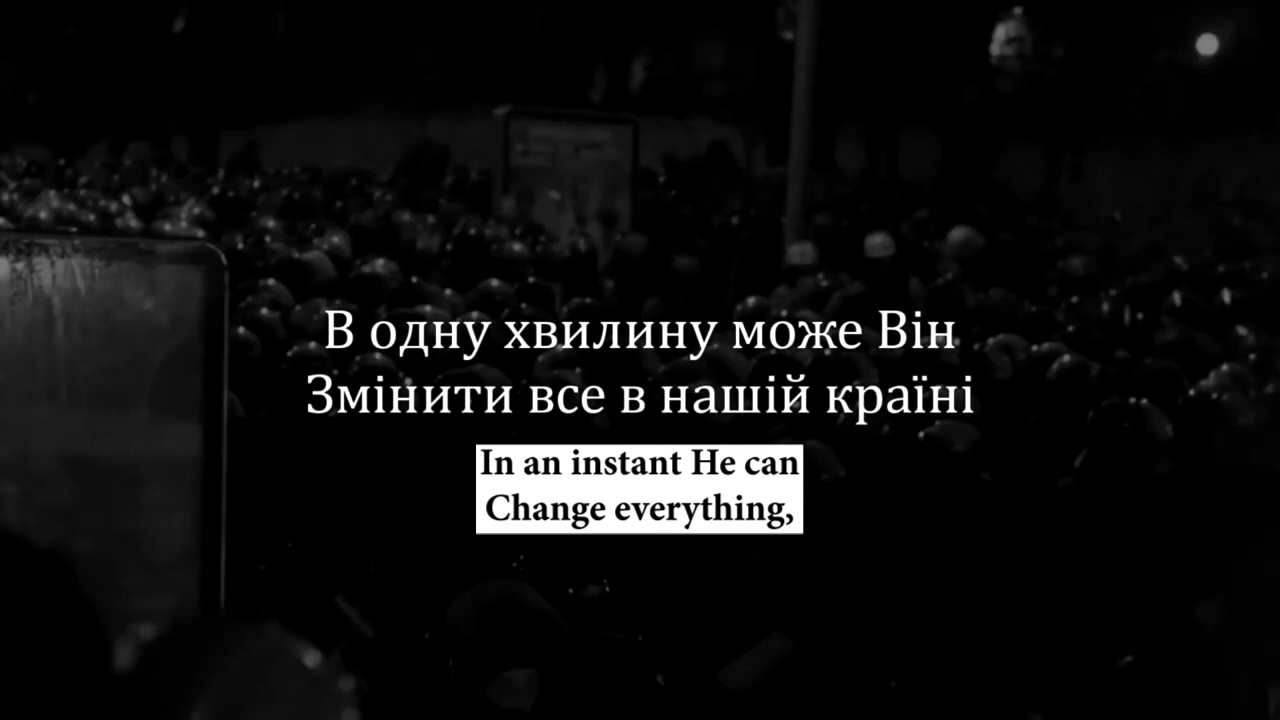 В одну хвилину може Він
Змінити все в нашій країні
In an instant He can
Change everything,